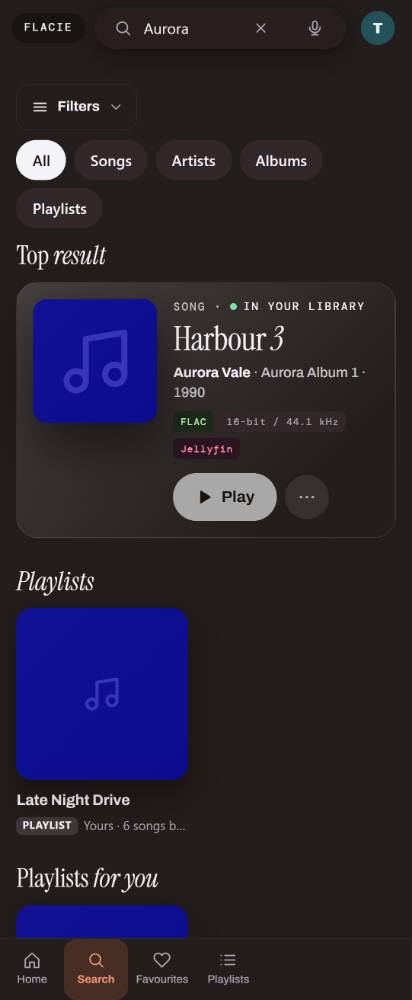 FLACIE
Aurora
T
Filters
All
Songs
Artists
Albums
Playlists
Top result
SONG · IN YOUR LIBRARY
Harbour 3
Aurora Vale · Aurora Album 1 ·
1990
FLAC 16-bit / 44.1 kHz
Jellyfin
Play
Playlists
Late Night Drive
PLAYLIST Yours · 6 songs b...
Playlists for you
Home
Search
Favourites
Playlists